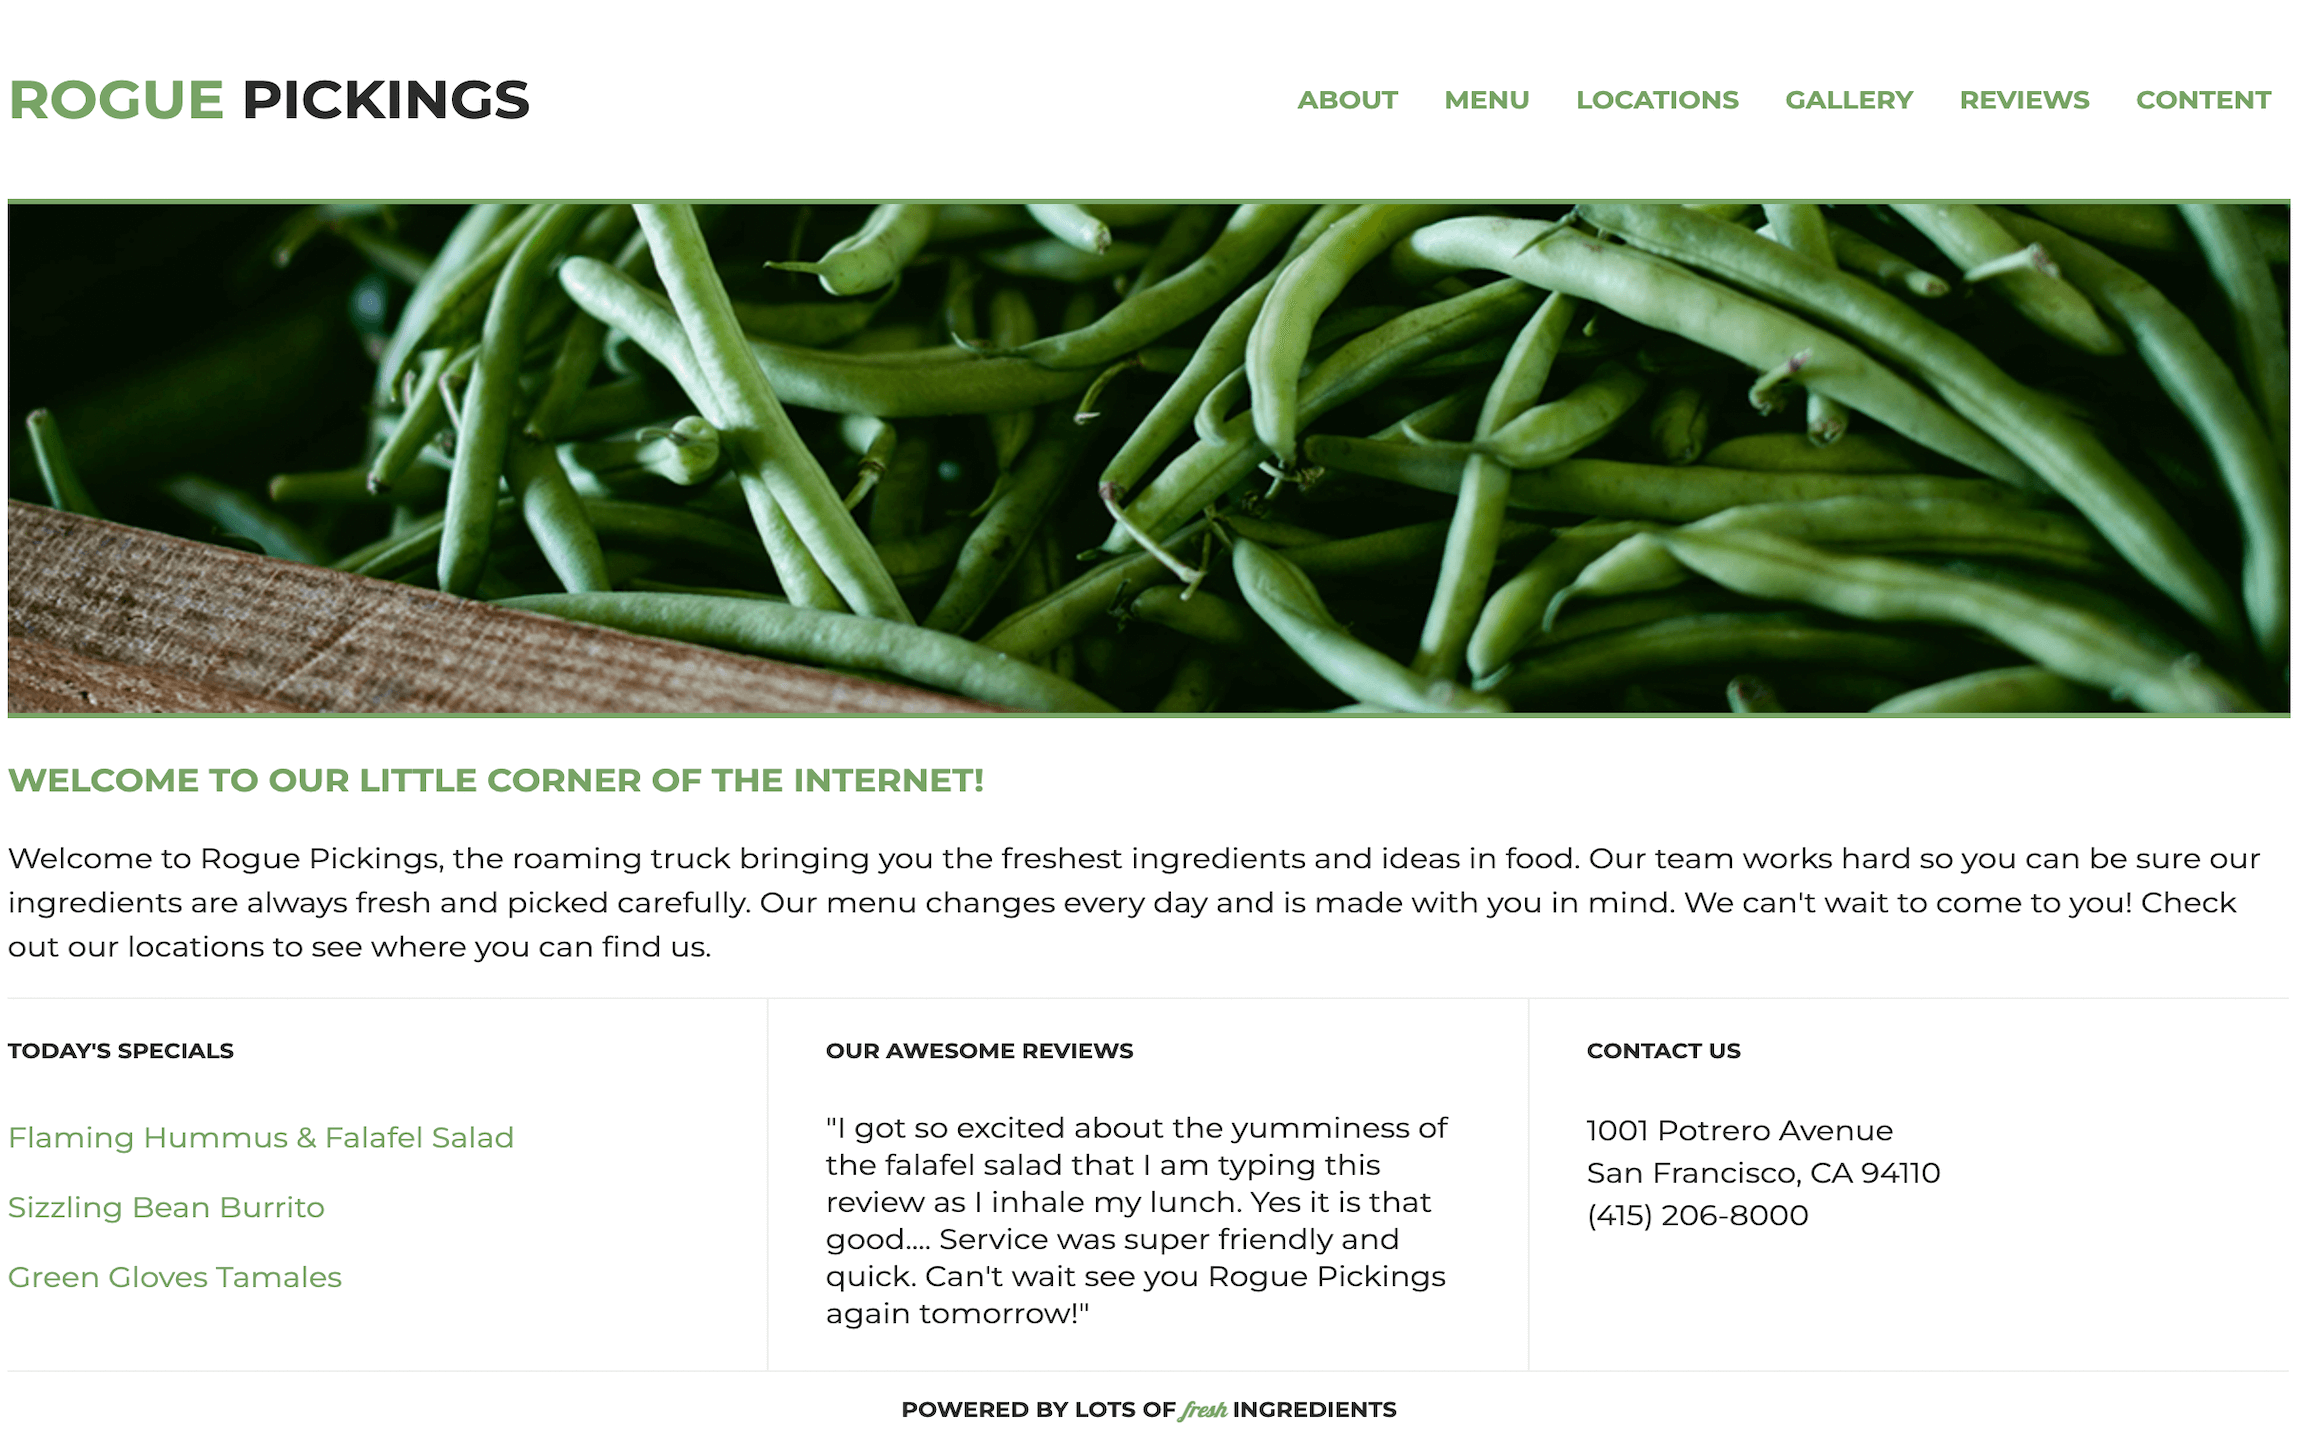 ROGUE PICKINGS
ABOUT MENU LOCATIONS GALLERY REVIEWS CONTENT
WELCOME TO OUR LITTLE CORNER OF THE INTERNET!
Welcome to Rogue Pickings, the roaming truck bringing you the freshest ingredients and ideas in food. Our team works hard so you can be sure our
ingredients are always fresh and picked carefully. Our menu changes every day and is made with you in mind. We can't wait to come to you! Check
out our locations to see where you can find us.
TODAY'S SPECIALS
Flaming Hummus & Falafel Salad
Sizzling Bean Burrito
Green Gloves Tamales
OUR AWESOME REVIEWS
"I got so excited about the yumminess of
the falafel salad that I am typing this
review as I inhale my lunch. Yes it is that
good.... Service was super friendly and
quick. Can't wait see you Rogue Pickings
again tomorrow!"
CONTACT US
1001 Potrero Avenue
San Francisco, CA 94110
(415) 206-8000
POWERED BY LOTS OF fresh INGREDIENTS